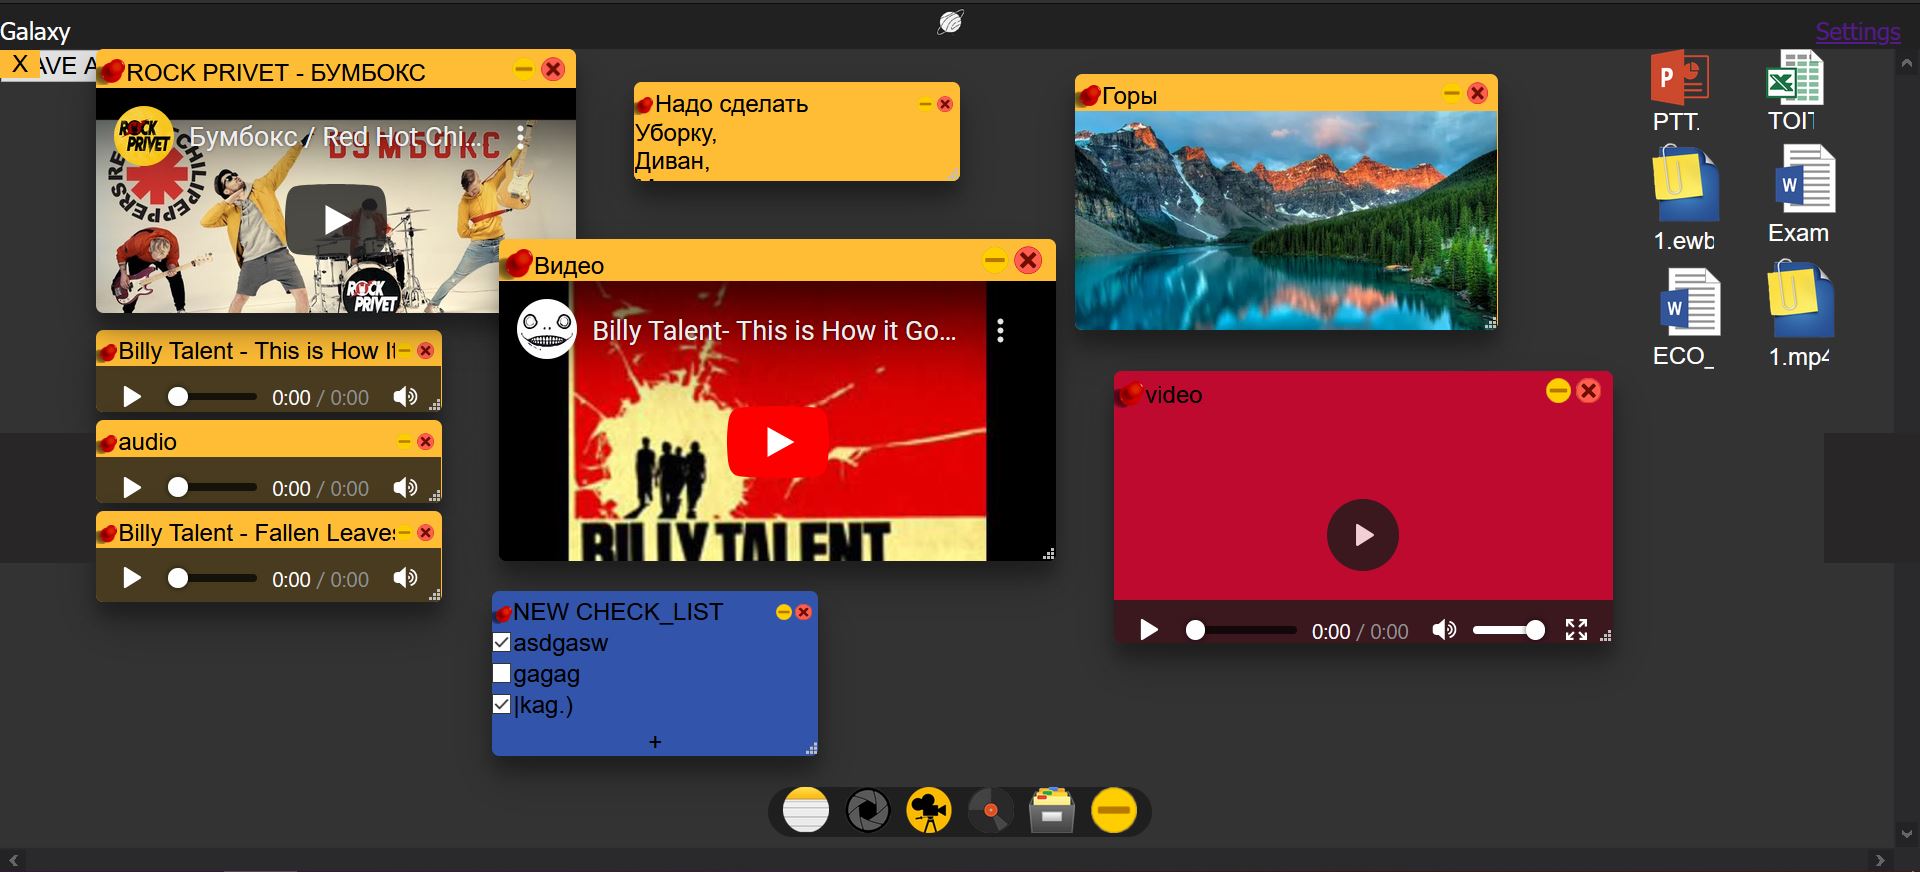 Galaxy
Settings
X
AVE A
ROCK PRIVET - БУМБОКС
ROCK PRIVET
Бумбокс / Red Hot Chi...
БУМБОКС
RED HOT CHILI PEPPERS
ROCK PRIVET
Надо сделать
Уборку,
Диван,
Горы
PTT.
TOIT
1.ewb
Exam
ECO_
1.mp4
Видео
Billy Talent- This is How it Go...
BILLY TALENT
Billy Talent - This is How It
0:00 / 0:00
audio
0:00 / 0:00
Billy Talent - Fallen Leaves
0:00 / 0:00
video
0:00 / 0:00
NEW CHECK_LIST
asdgasw
gagag
|kag.)
+